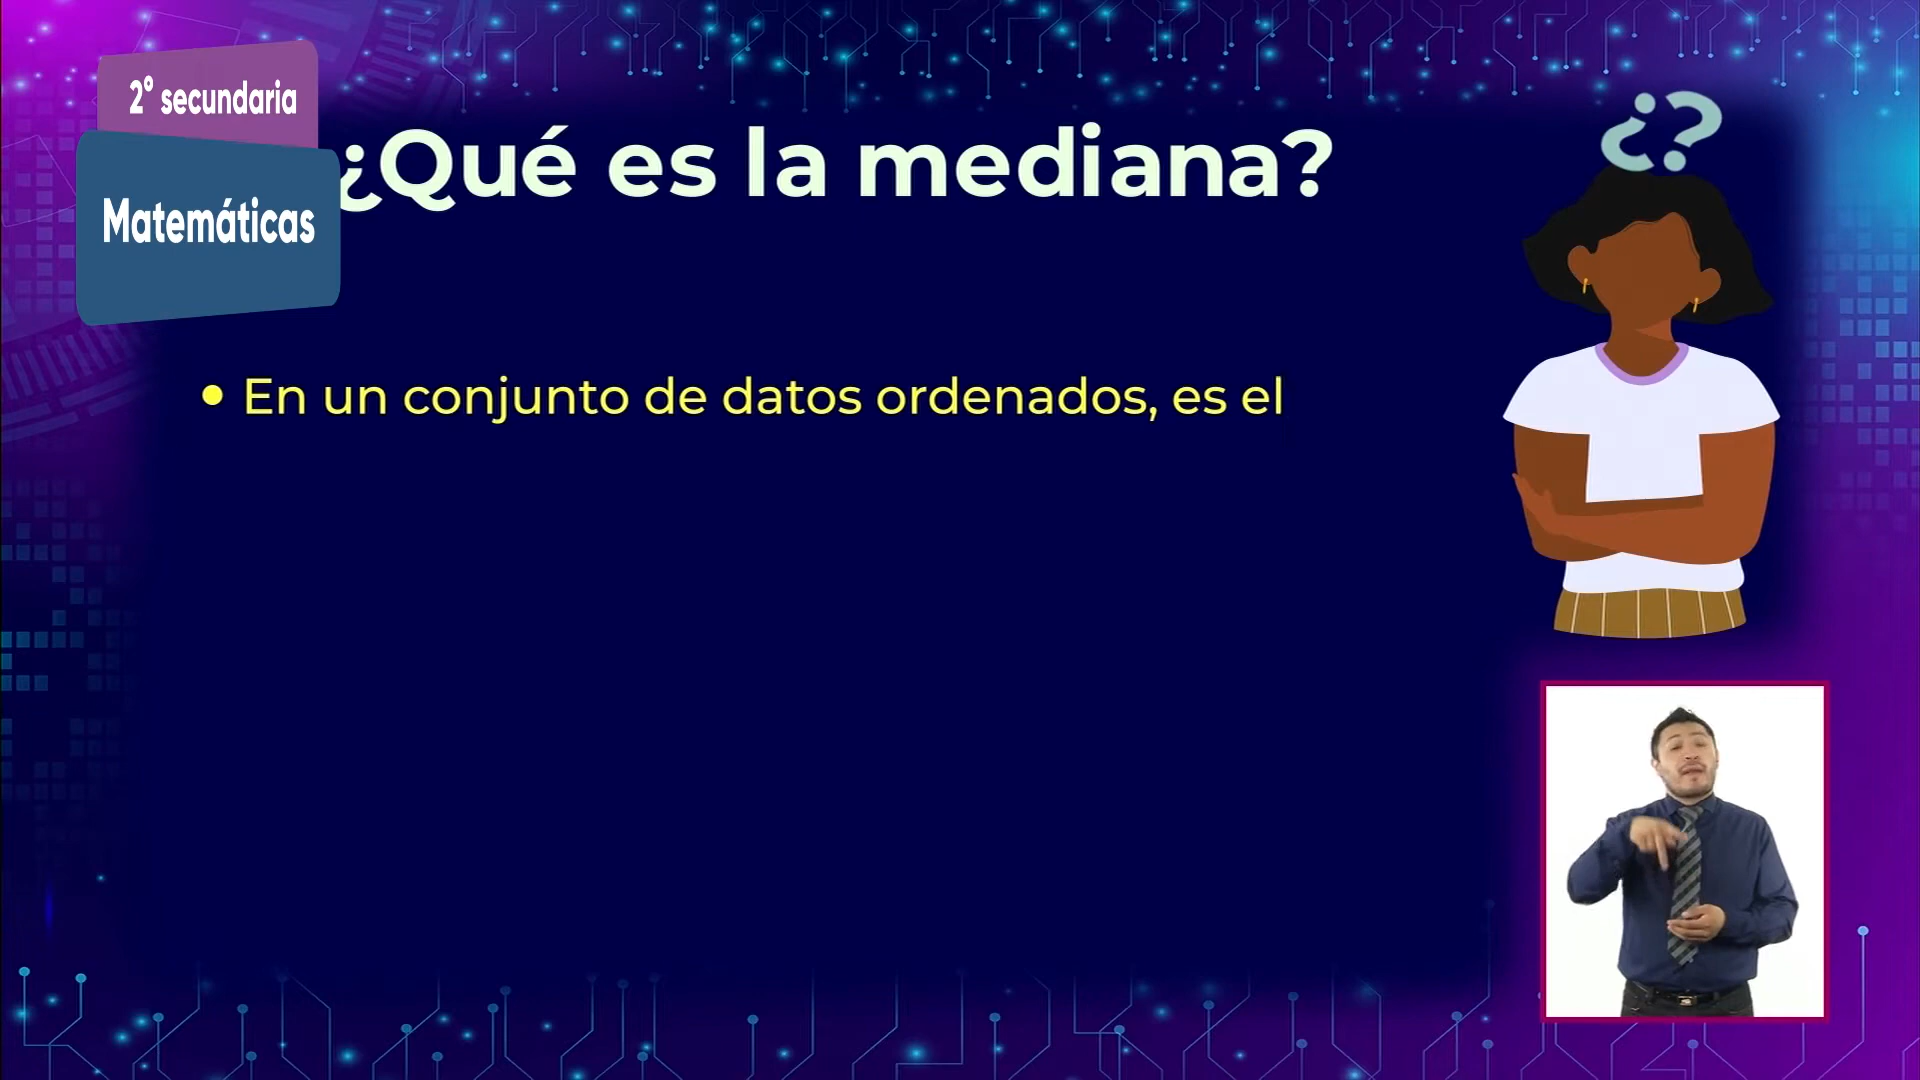 2° secundaria
Matemáticas
¿Qué es la mediana?
¿?
• En un conjunto de datos ordenados, es el